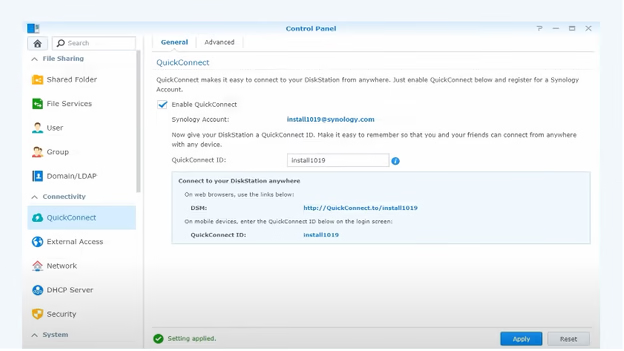 Control Panel
Search
General
Advanced
File Sharing
Shared Folder
File Services
User
Group
Domain/LDAP
Connectivity
QuickConnect
External Access
Network
DHCP Server
Security
System
QuickConnect
QuickConnect makes it easy to connect to your DiskStation from anywhere. Just enable QuickConnect below and register for a Synology
Account.
Enable QuickConnect
Synology Account: install1019@synology.com
Now give your DiskStation a QuickConnect ID. Make it easy to remember so that you and your friends can connect from anywhere
with any device.
QuickConnect ID: install1019
Connect to your DiskStation anywhere
On web browsers, use the links below:
DSM: http://QuickConnect.to/install1019
On mobile devices, enter the QuickConnect ID below on the login screen:
QuickConnect ID: install1019
Setting applied.
Apply
Reset